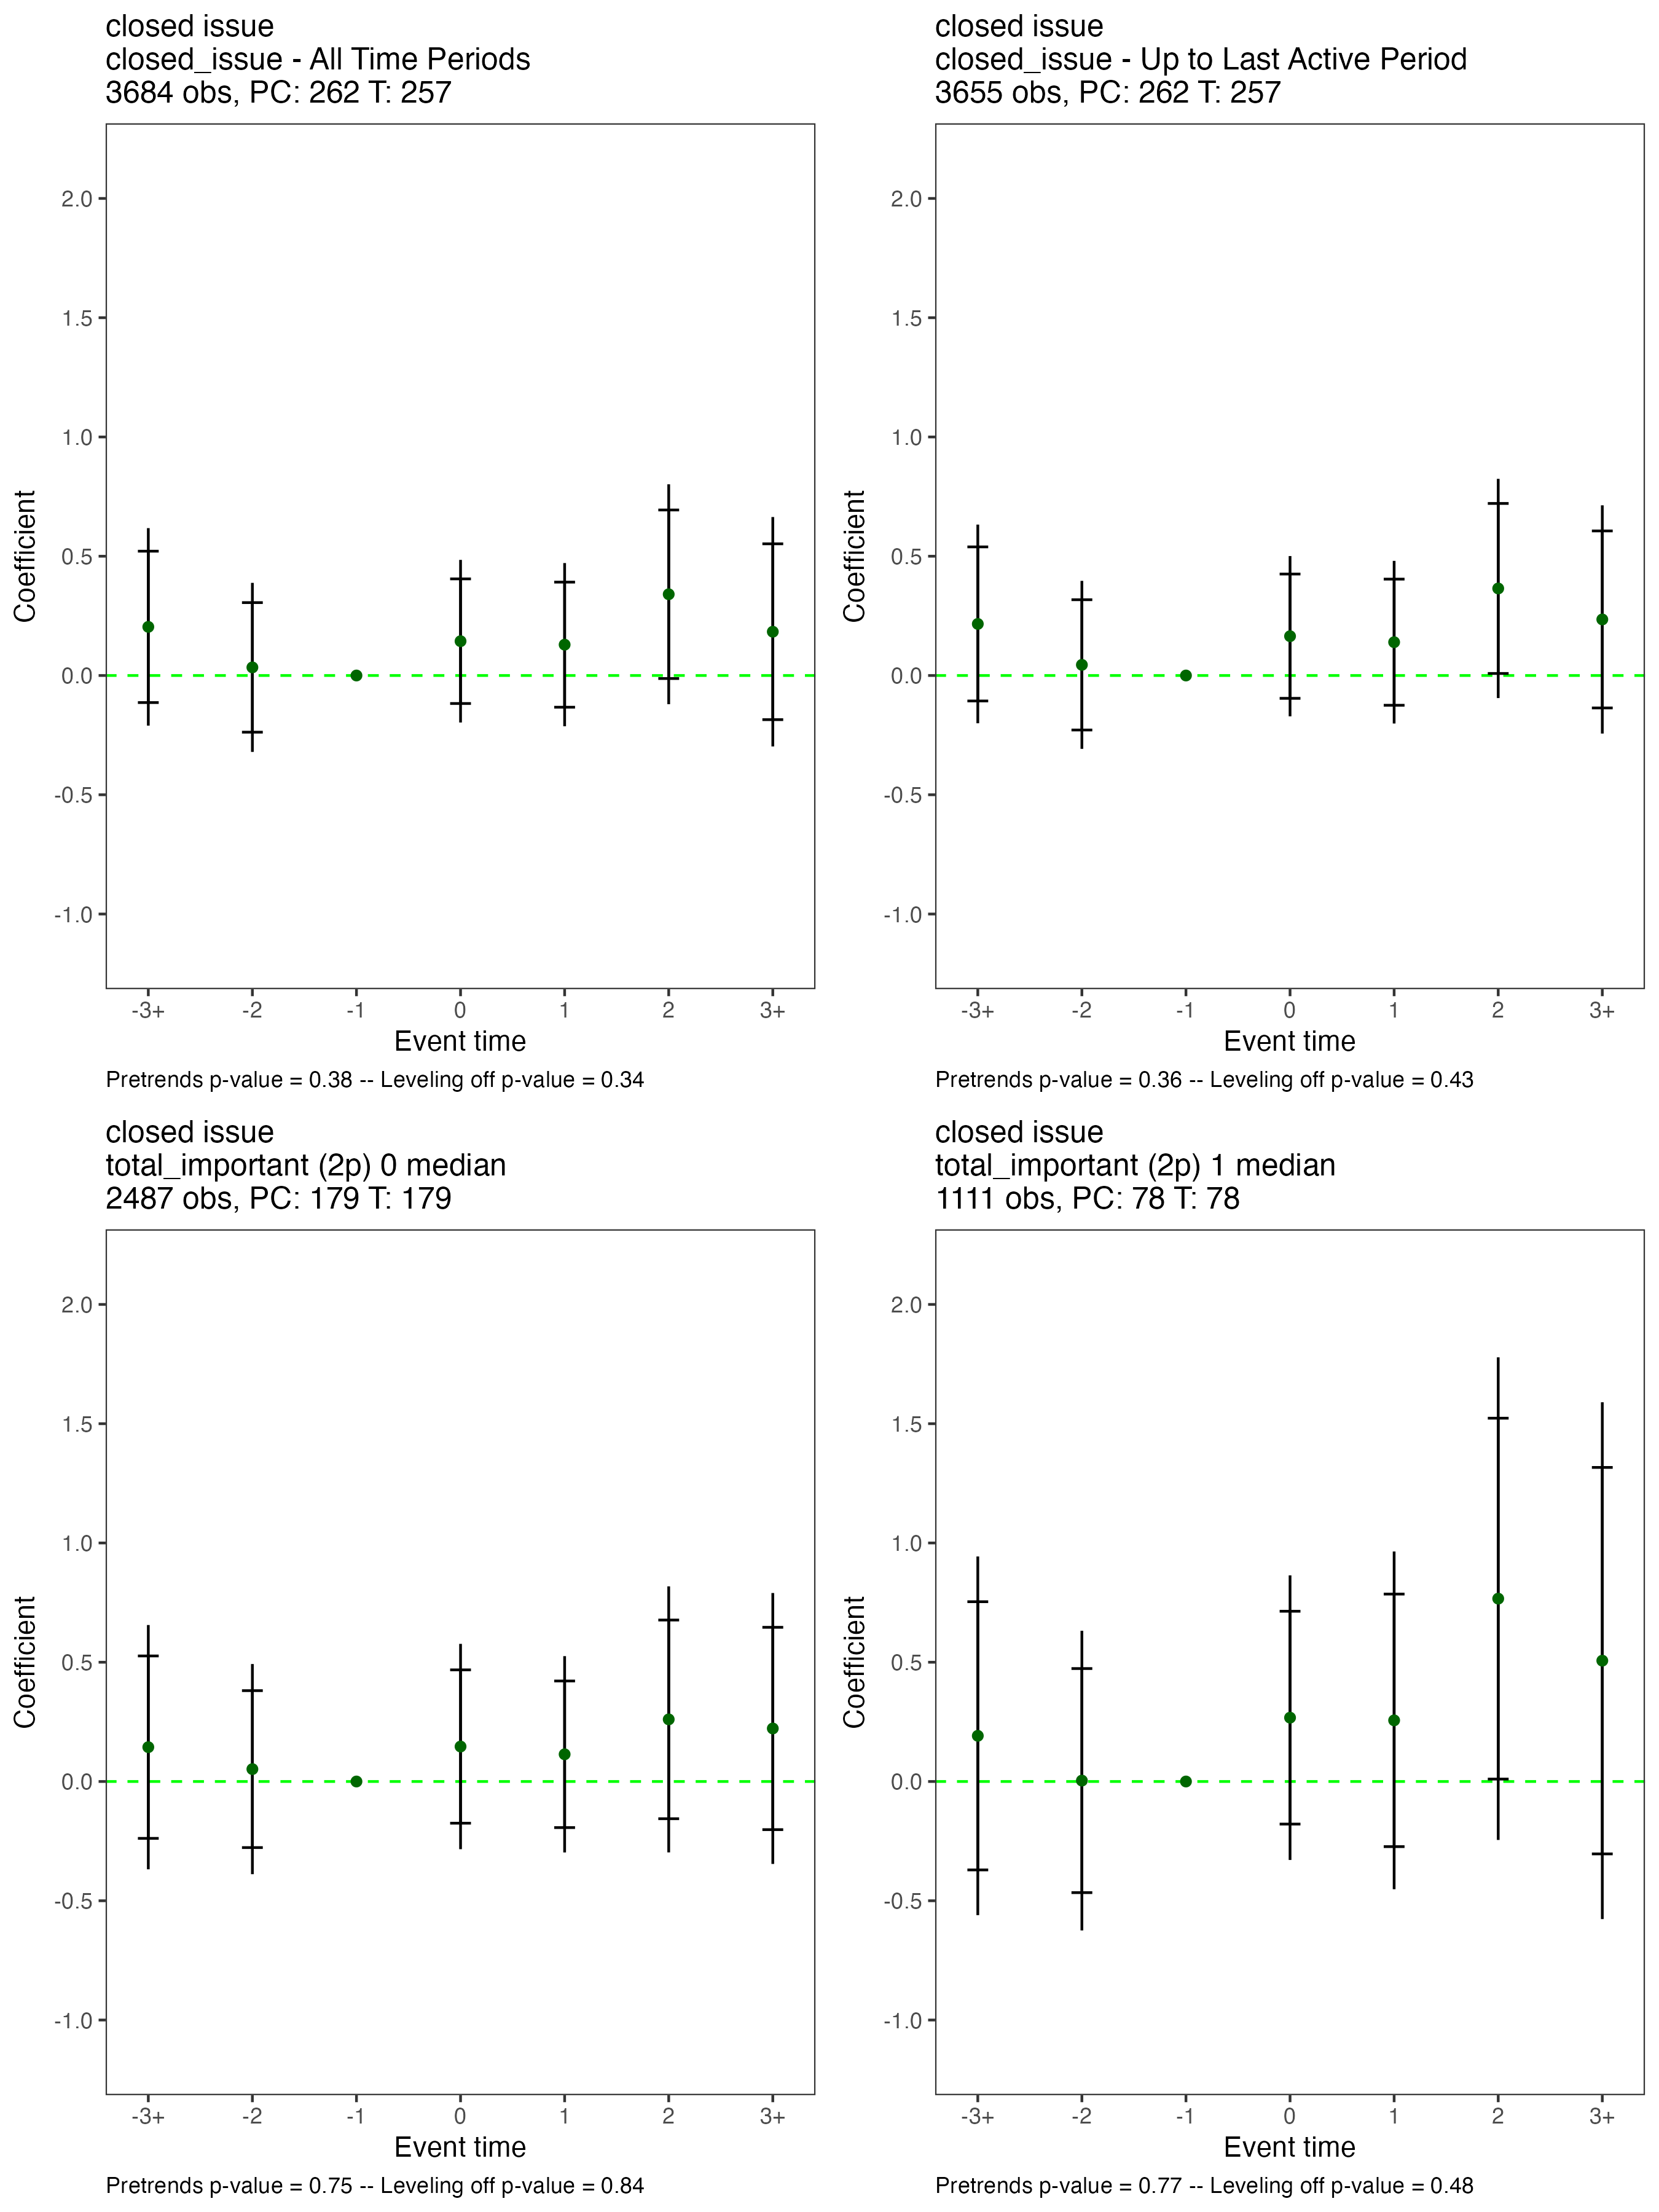 closed issue
closed_issue - All Time Periods
3684 obs, PC: 262 T: 257
2.0
1.5
1.0
0.5
0.0
-0.5
-1.0
Coefficient
-3+ -2 -1 0 1 2 3+
Event time
Pretrends p-value = 0.38 -- Leveling off p-value = 0.34
closed issue
closed_issue - Up to Last Active Period
3655 obs, PC: 262 T: 257
2.0
1.5
1.0
0.5
0.0
-0.5
-1.0
Coefficient
-3+ -2 -1 0 1 2 3+
Event time
Pretrends p-value = 0.36 -- Leveling off p-value = 0.43
closed issue
total_important (2p) 0 median
2487 obs, PC: 179 T: 179
2.0
1.5
1.0
0.5
0.0
-0.5
-1.0
Coefficient
-3+ -2 -1 0 1 2 3+
Event time
Pretrends p-value = 0.75 -- Leveling off p-value = 0.84
closed issue
total_important (2p) 1 median
1111 obs, PC: 78 T: 78
2.0
1.5
1.0
0.5
0.0
-0.5
-1.0
Coefficient
-3+ -2 -1 0 1 2 3+
Event time
Pretrends p-value = 0.77 -- Leveling off p-value = 0.48